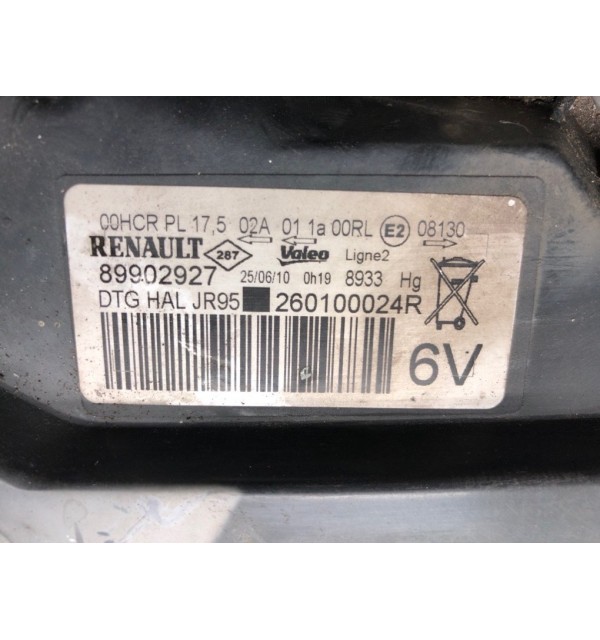 00HCR PL 17,5 02A 01 1a 00RL E2 08130
RENAULT 287 Valeo Ligne2
89902927 25/06/10 0h19 8933 Hg
DTG HAL JR95 260100024R
6V